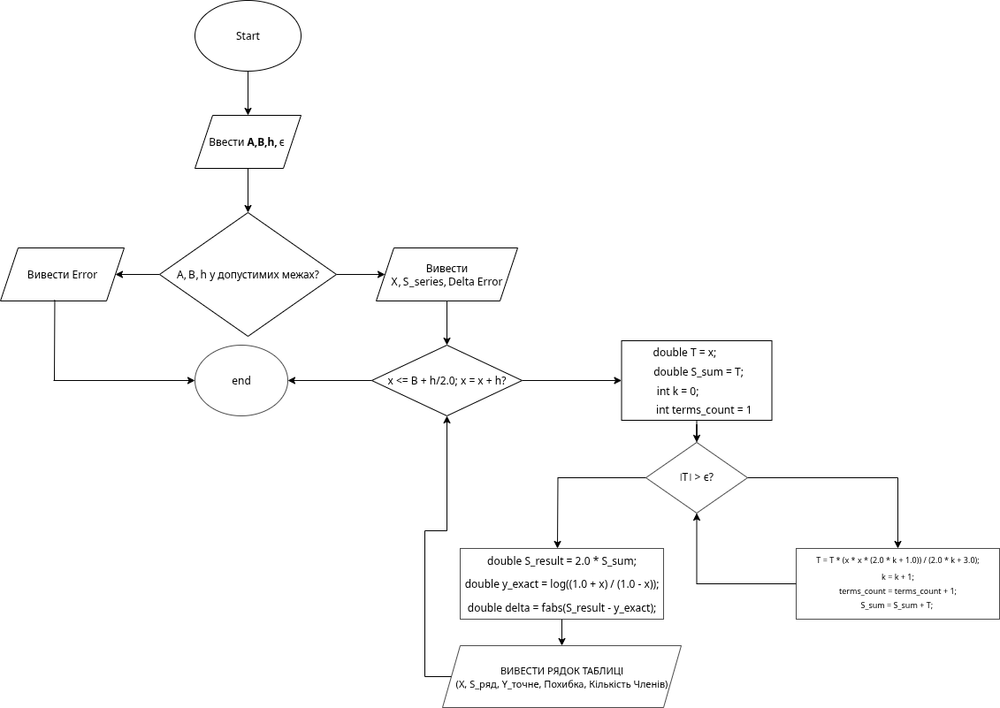 Start
Ввести A,B,h, є
A, B, h у допустимих межах?
Вивести Error
Вивести
X, S_series, Delta Error
end
x <= B + h/2.0; x = x + h?
double T = x;
double S_sum = T;
int k = 0;
int terms_count = 1
|T| > є?
double S_result = 2.0 * S_sum;
double y_exact = log((1.0 + x) / (1.0 - x));
double delta = fabs(S_result - y_exact);
T = T * (x * x * (2.0 * k + 1.0)) / (2.0 * k + 3.0);
k = k + 1;
terms_count = terms_count + 1;
S_sum = S_sum + T;
ВИВЕСТИ РЯДОК ТАБЛИЦІ
(X, S_ряд, Y_точне, Похибка, Кількість Членів)